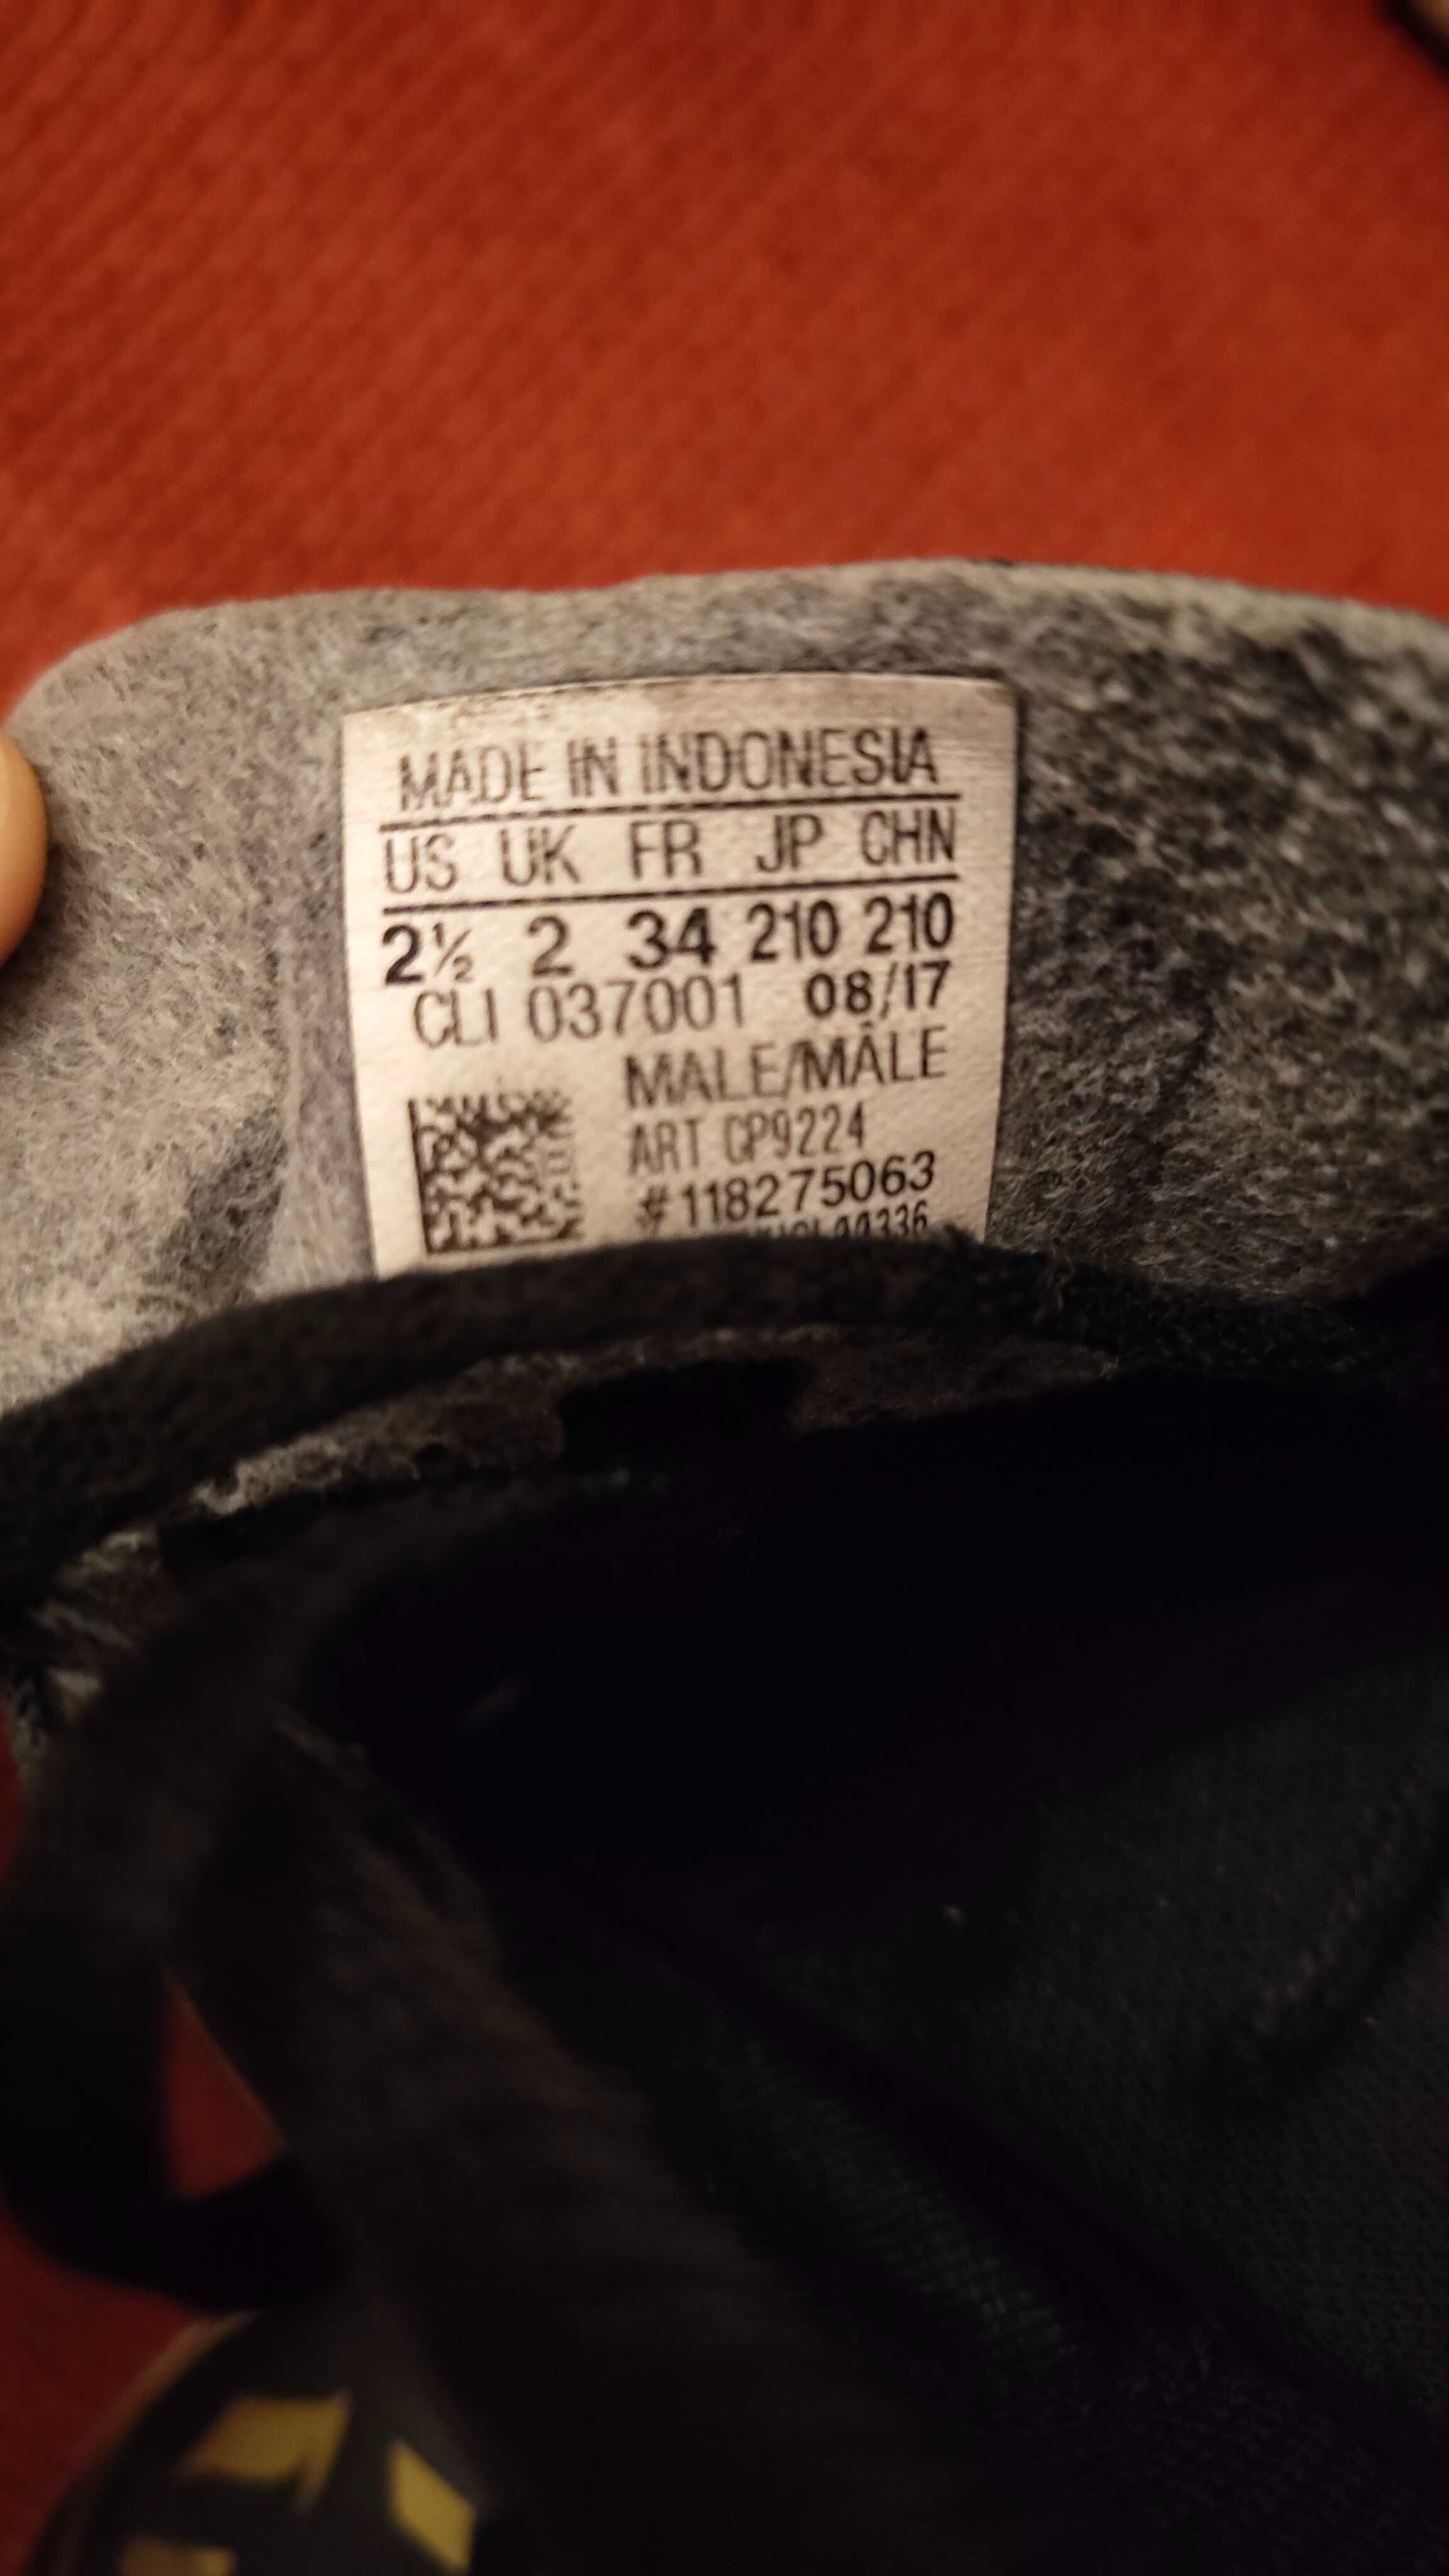 MADE IN INDONESIA
US UK FR JP CHN
2½ 2 34 210 210
CLI 037001 08/17
MALE/MÂLE
ART CP9224
#118275063